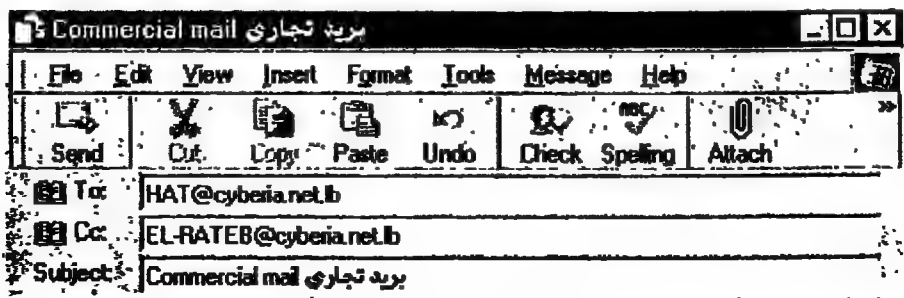 Commercial mail بريد تجاري
File Edit View Insert Format Tools Message Help
Send Cut Copy Paste Undo Check Spelling Attach »
To: HAT@cyberia.net.lb
Cc: EL-RATEB@cyberia.net.lb
Subject: Commercial mail بريد تجاري